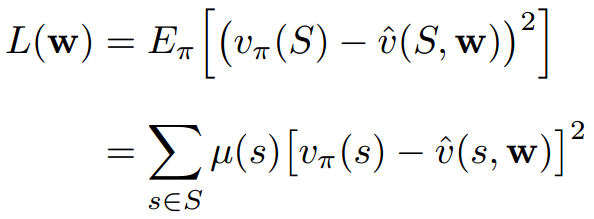 L(𝐰) = E_π[(v_π(S) − v̂(S, 𝐰))²]
= ∑_{s∈S} μ(s)[v_π(s) − v̂(s, 𝐰)]²